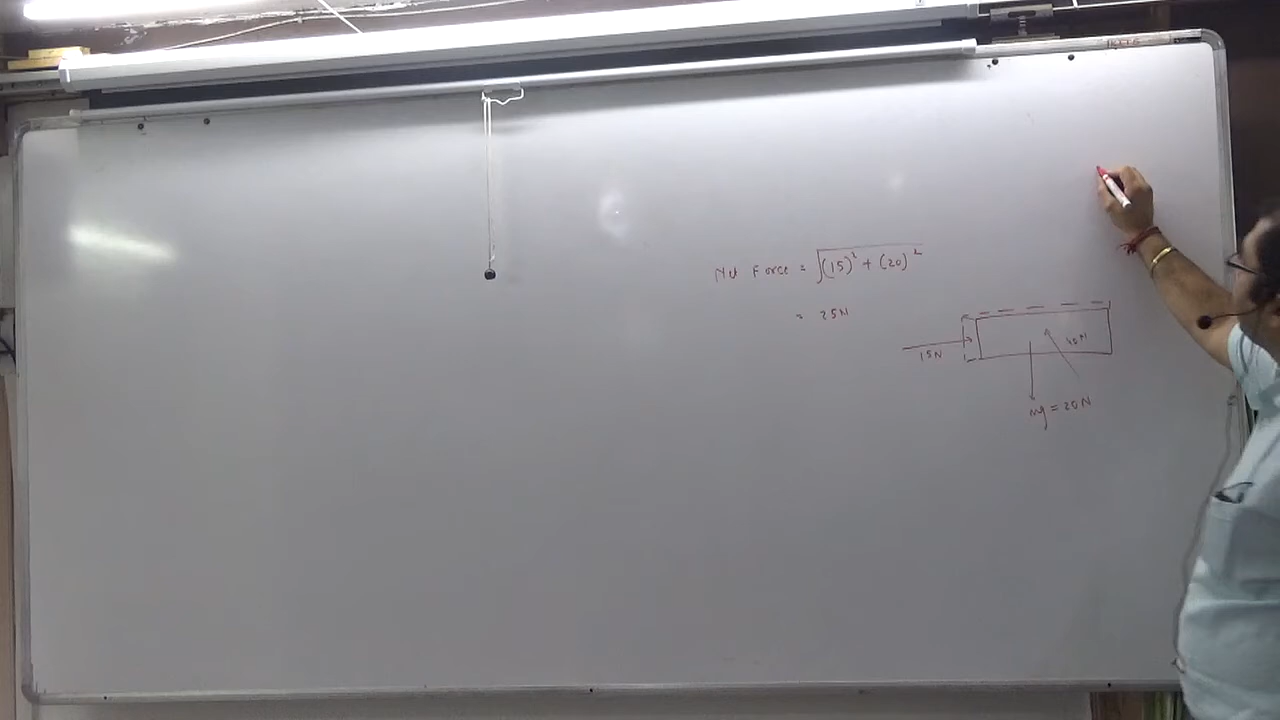 Net Force = √(15)² + (20)²
= 25N
15N
40N
mg = 20N